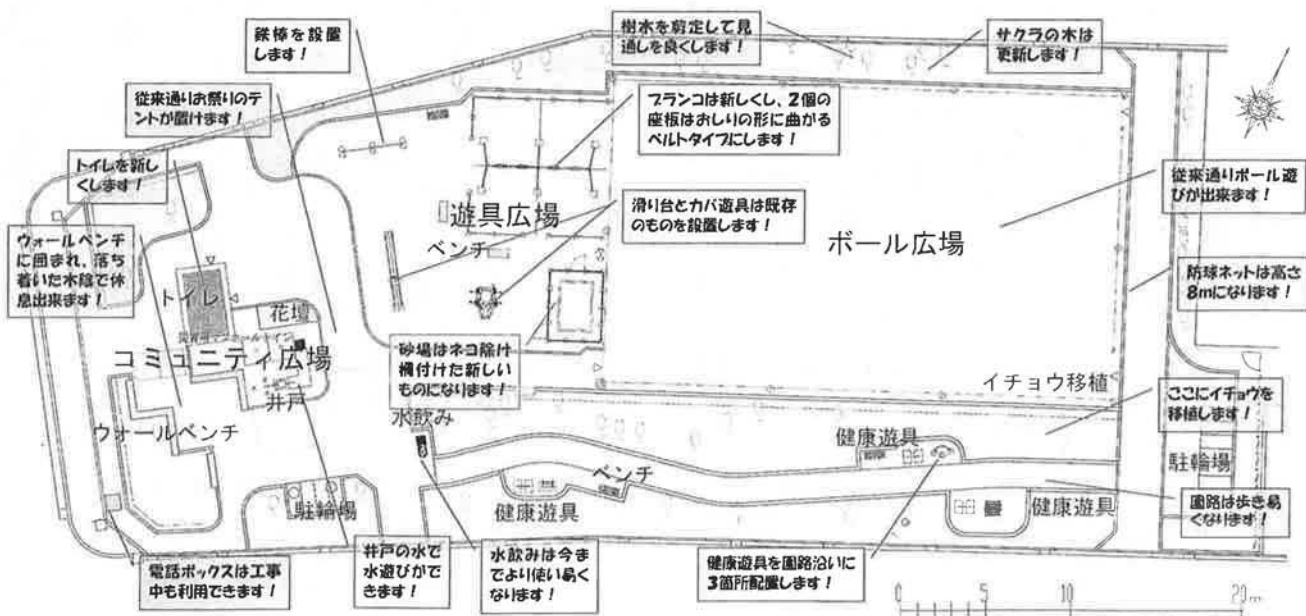 鉄棒を設置
します！
樹木を剪定して見
通しを良くします！
サクラの木は
更新します！
従来通りお祭りのテ
ントが置けます！
ブランコは新しくし、2個の
座板はおしりの形に曲がる
ベルトタイプにします！
トイレを新し
くします！
従来通りボール遊
びが出来ます！
滑り台とカバ遊具は既存
のものを設置します！
遊具広場
ベンチ
ボール広場
ウォールベンチ
に囲まれ、落ち
着いた木陰で休
息出来ます！
防球ネットは高さ
8mになります！
トイレ
花壇
コミュニティ広場
井戸
砂場はネコ除け
柵付けた新しい
ものになります！
イチョウ移植
ここにイチョウを
移植します！
水飲み
ウォールベンチ
健康遊具
ベンチ
駐輪場
駐輪場
健康遊具
健康遊具
園路は歩き易
くなります！
電話ボックスは工事
中も利用できます！
井戸の水で
水遊びがで
きます！
水飲みは今ま
でより使い易く
なります！
健康遊具を園路沿いに
3箇所配置します！
0 5 10 20m